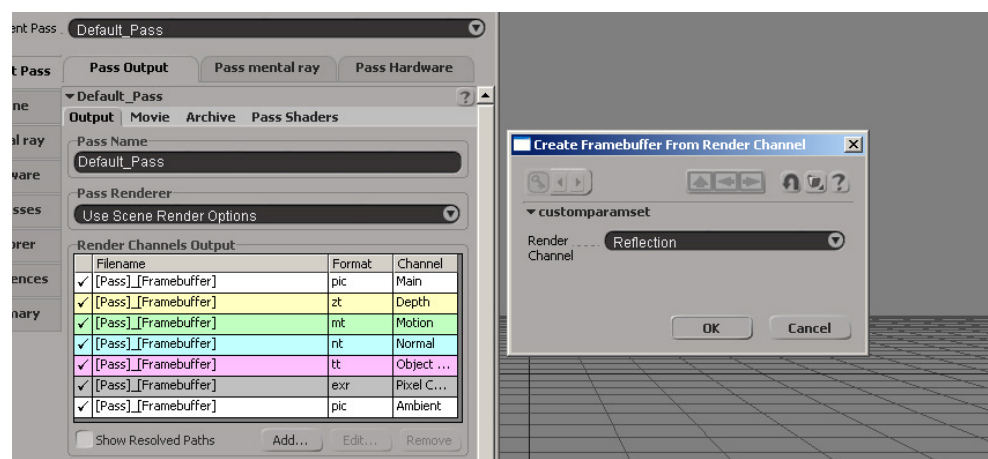 ent Pass . Default_Pass
t Pass
ne
al ray
ware
sses
orer
ences
mary
Pass Output Pass mental ray Pass Hardware
Default_Pass ?
Output Movie Archive Pass Shaders
Pass Name
Default_Pass
Pass Renderer
Use Scene Render Options
Render Channels Output
Filename Format Channel
[Pass]_[Framebuffer] pic Main
[Pass]_[Framebuffer] zt Depth
[Pass]_[Framebuffer] mt Motion
[Pass]_[Framebuffer] nt Normal
[Pass]_[Framebuffer] tt Object ...
[Pass]_[Framebuffer] exr Pixel C...
[Pass]_[Framebuffer] pic Ambient
Show Resolved Paths Add... Edit... Remove
Create Framebuffer From Render Channel
?
customparamset
Render ..... Reflection
Channel
OK Cancel